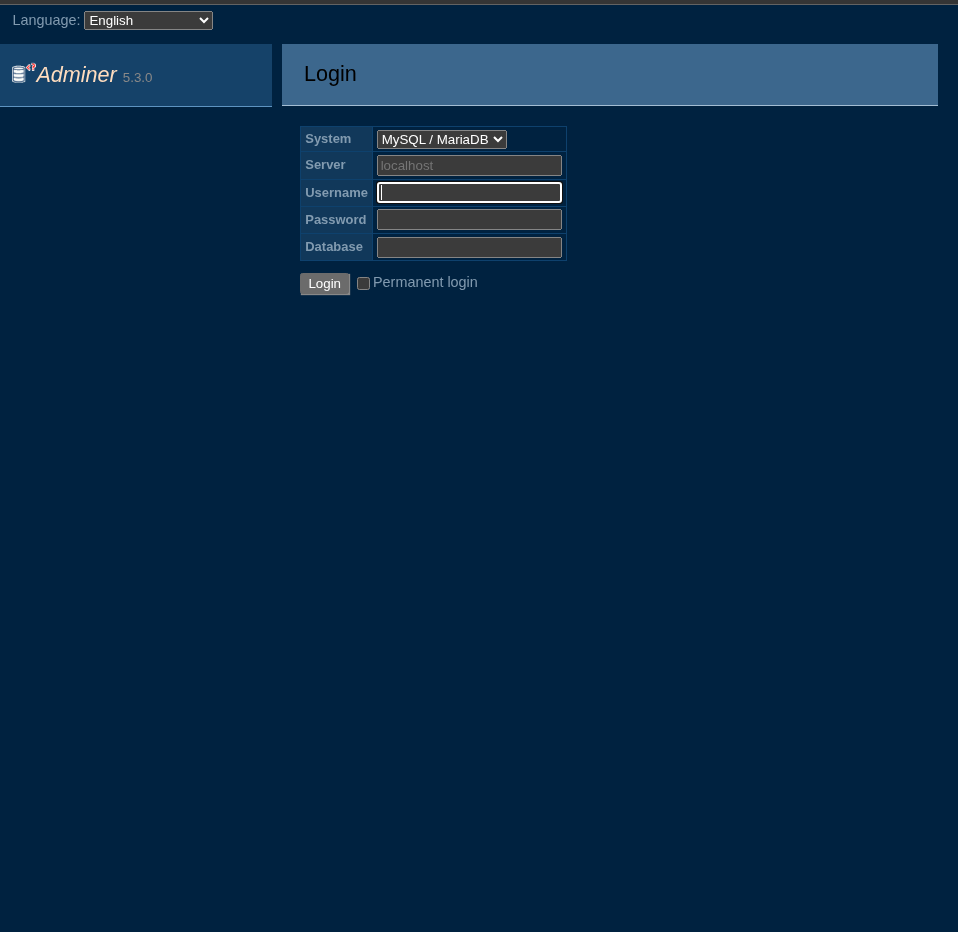 Language: English
Adminer 5.3.0
Login
System MySQL / MariaDB
Server localhost
Username
Password
Database
Login Permanent login